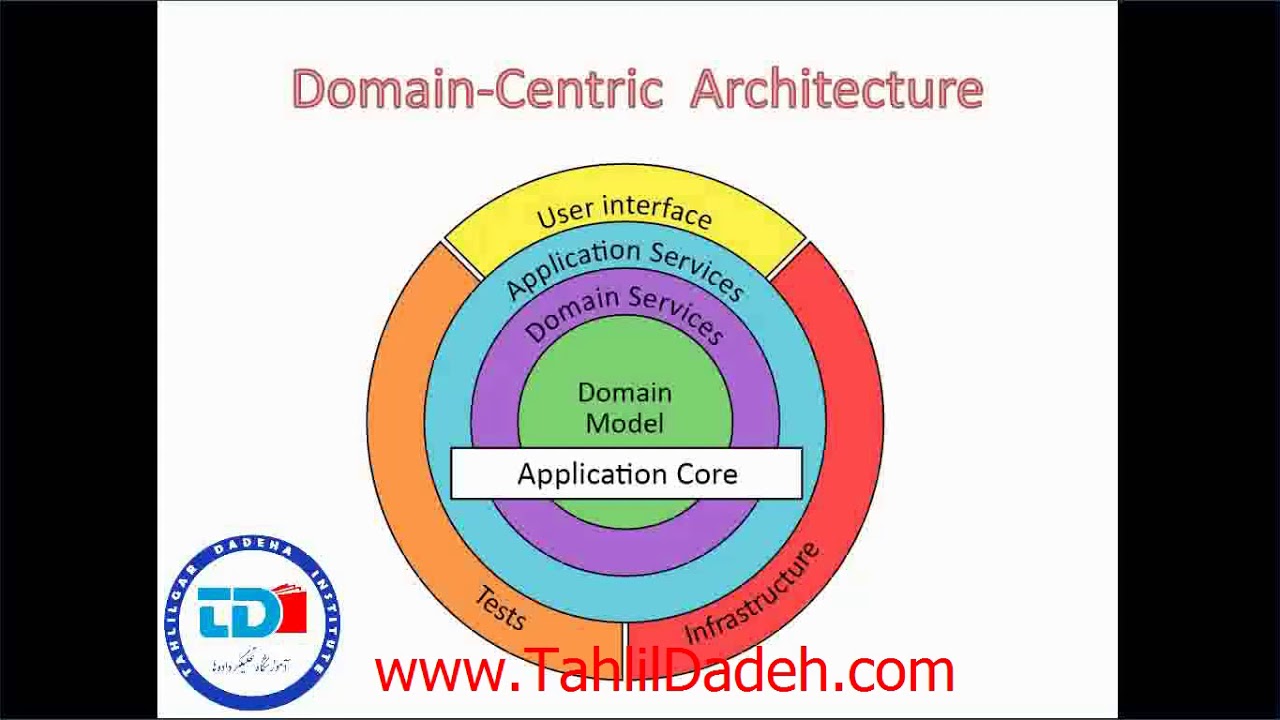 Domain-Centric Architecture
User interface
Application Services
Domain Services
Domain
Model
Application Core
Tests
Infrastructure
TAHLILGAR DADEHA INSTITUTE
TD
آموزشگاه تحلیلگر داده‌ها
www.TahlilDadeh.com